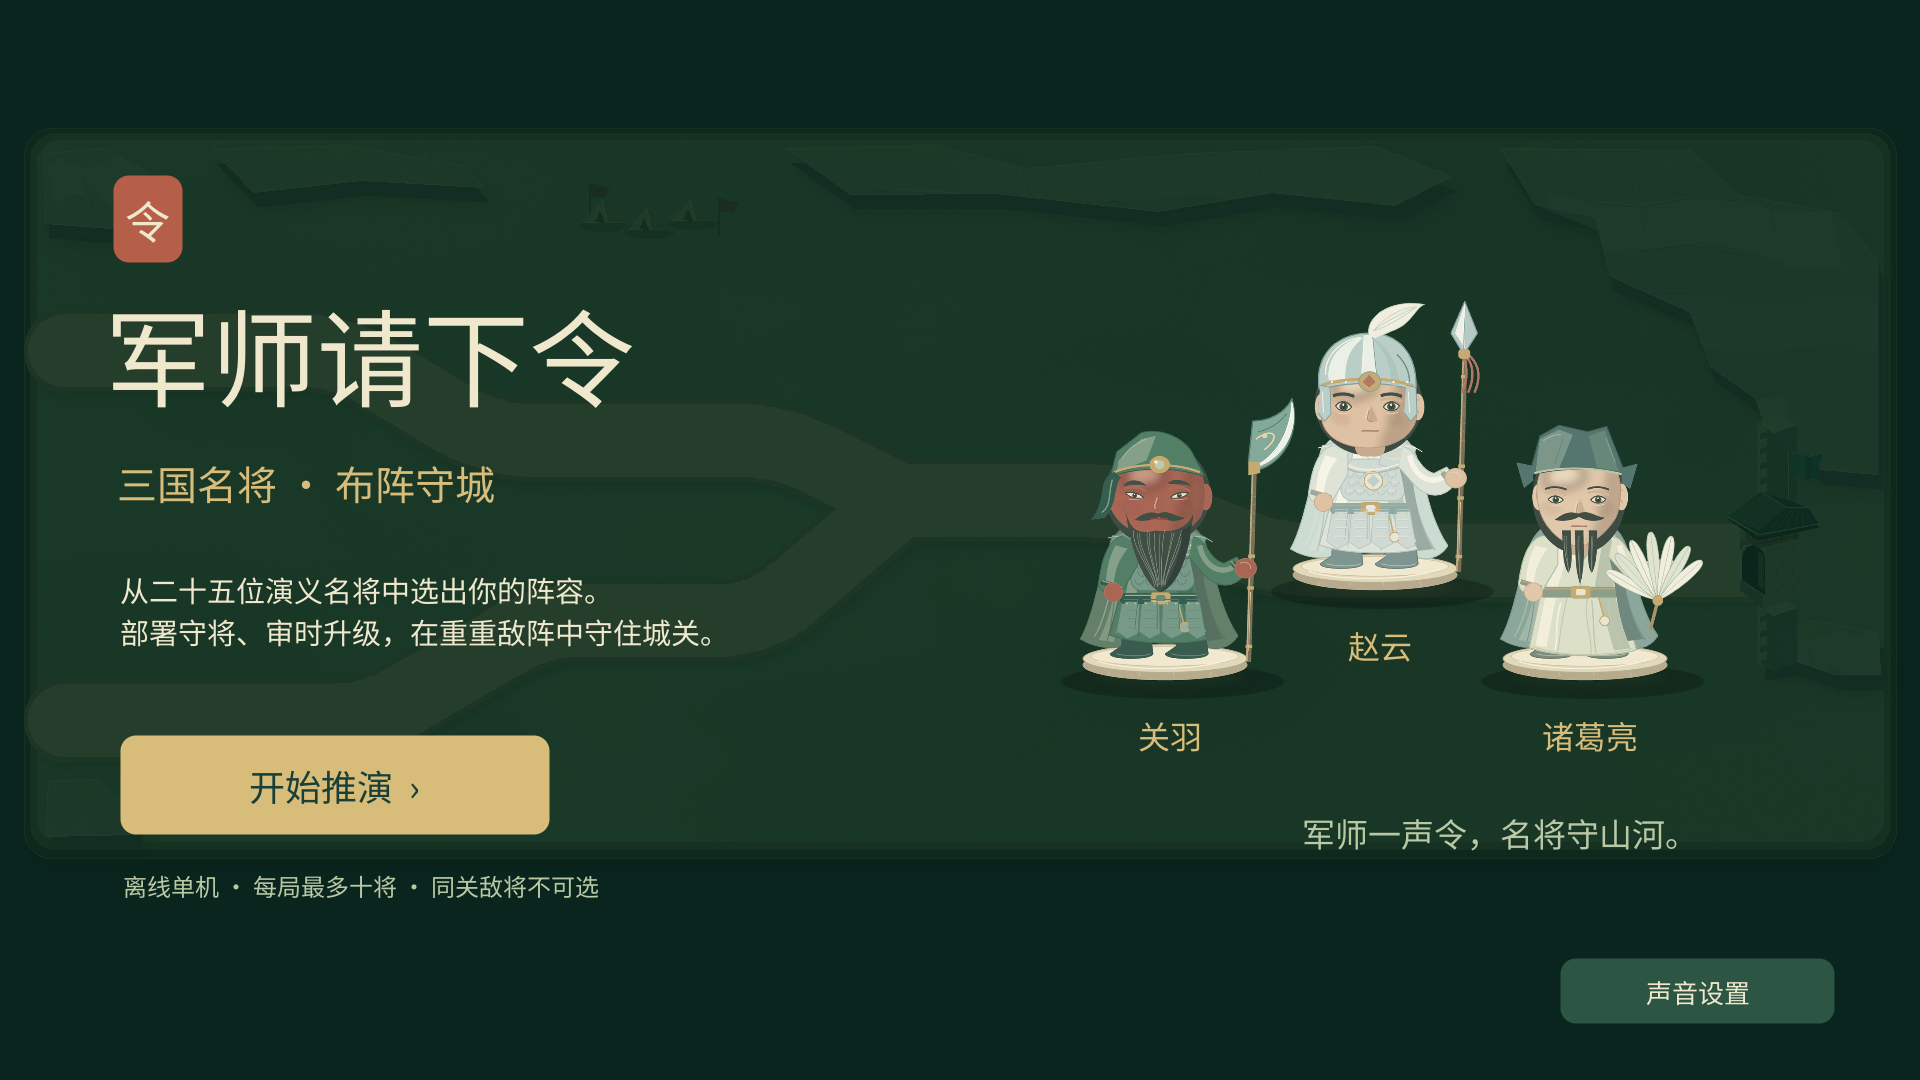 令
军师请下令
三国名将 · 布阵守城
从二十五位演义名将中选出你的阵容。
部署守将、审时升级，在重重敌阵中守住城关。
开始推演 ›
离线单机 · 每局最多十将 · 同关敌将不可选
赵云
关羽
诸葛亮
军师一声令，名将守山河。
声音设置